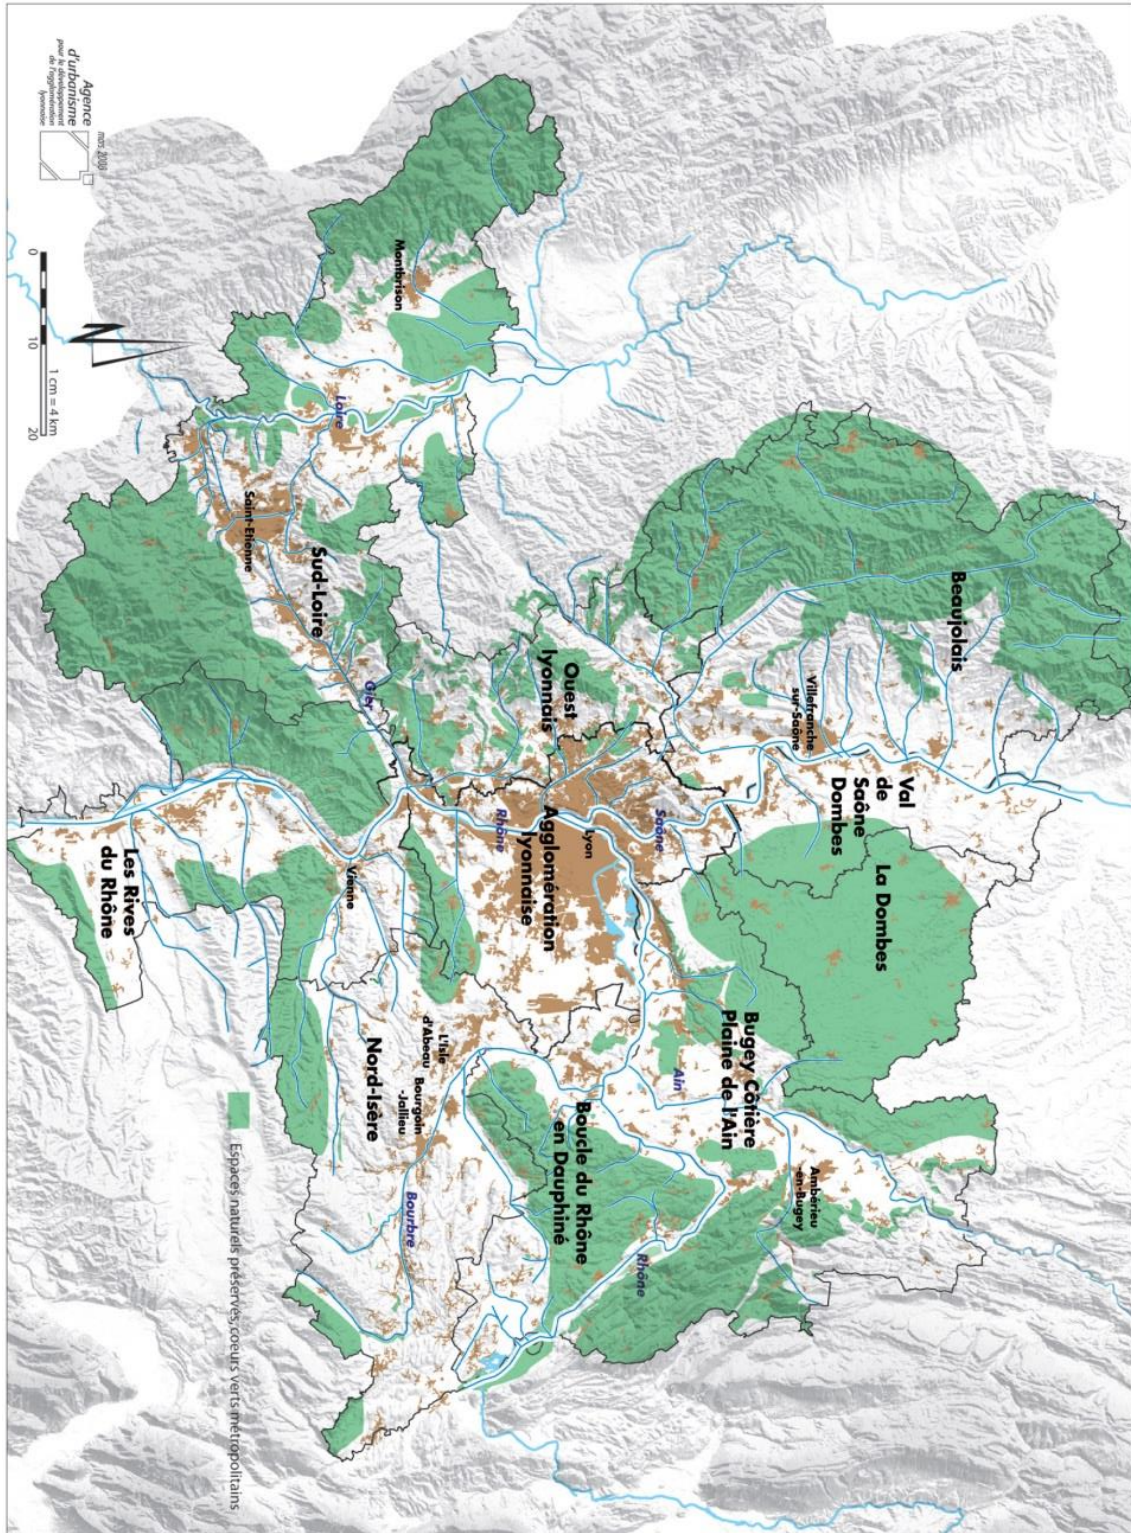 Beaujolais
Val
de
Saône
Dombes
La Dombes
Villefranche-
sur-Saône
Ambérieu
-en-Bugey
Bugey Côtière
Plaine de l'Ain
Ain
Saône
Rhône
Lyon
Ouest
lyonnais
Boucle du Rhône
en Dauphiné
Agglomération
lyonnaise
Rhône
L'Isle
d'Abeau
Bourgoin
-Jallieu
Bourbre
Montbrison
Gier
Nord-Isère
Vienne
Loire
Sud-Loire
Saint-Etienne
Les Rives
du Rhône
Espaces naturels préservés, coeurs verts métropolitains
mars 2006
Agence
d'urbanisme
pour le développement
de l'agglomération
lyonnaise
0 10 20
1 cm = 4 km
N